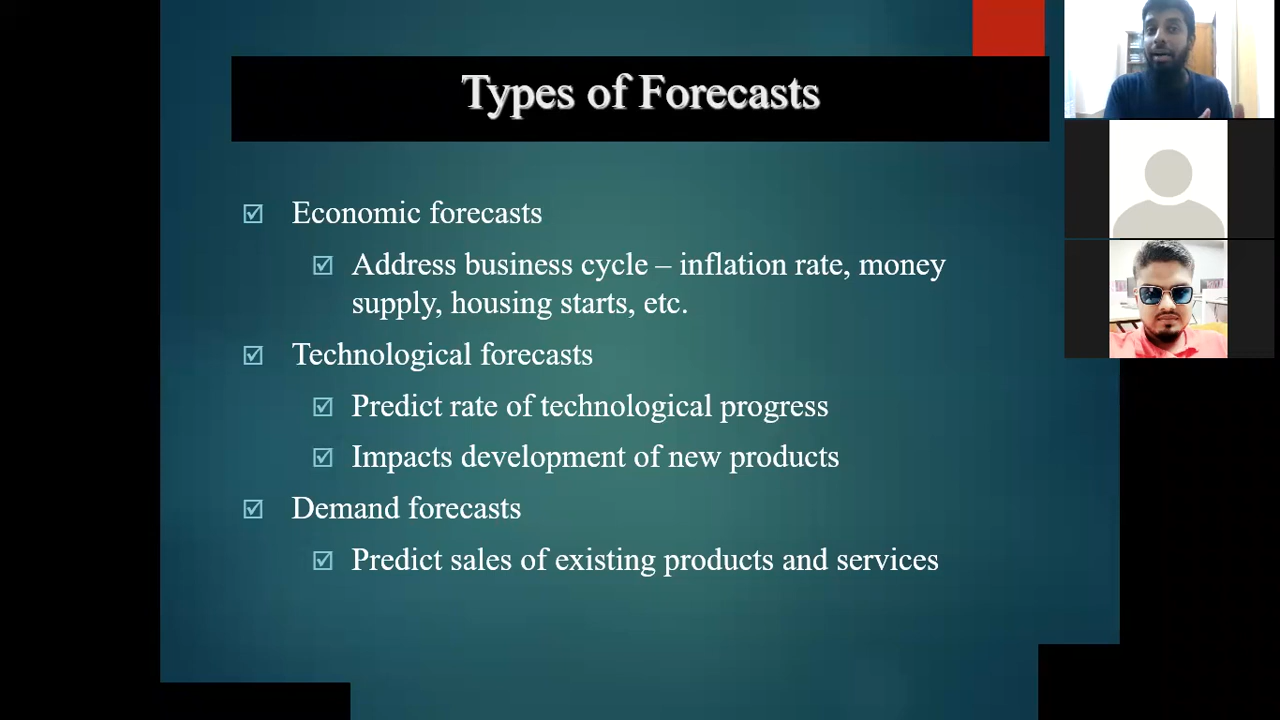 Types of Forecasts
Economic forecasts
Address business cycle – inflation rate, money
supply, housing starts, etc.
Technological forecasts
Predict rate of technological progress
Impacts development of new products
Demand forecasts
Predict sales of existing products and services